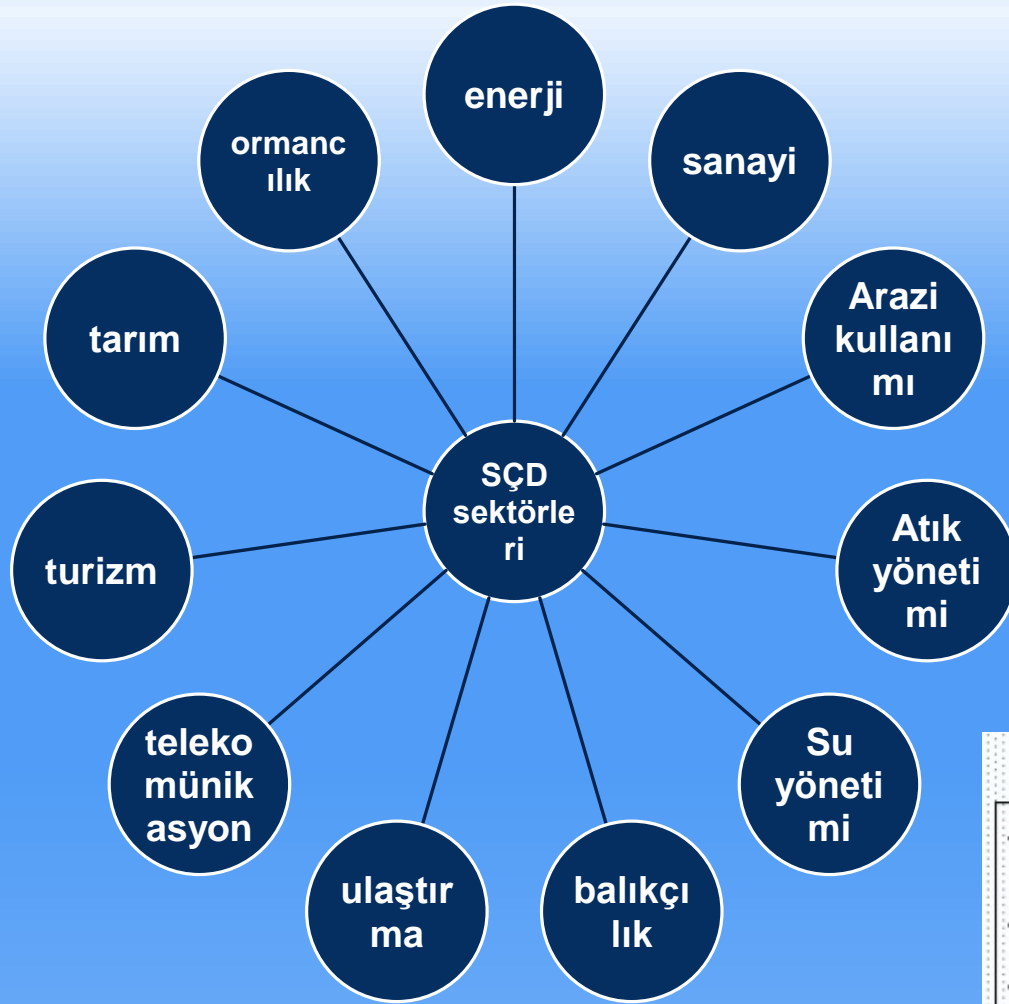 enerji
sanayi
Arazi
kullanı
mı
Atık
yöneti
mi
Su
yöneti
mi
balıkçı
lık
ulaştır
ma
teleko
münik
asyon
turizm
tarım
ormanc
ılık
SÇD
sektörle
ri